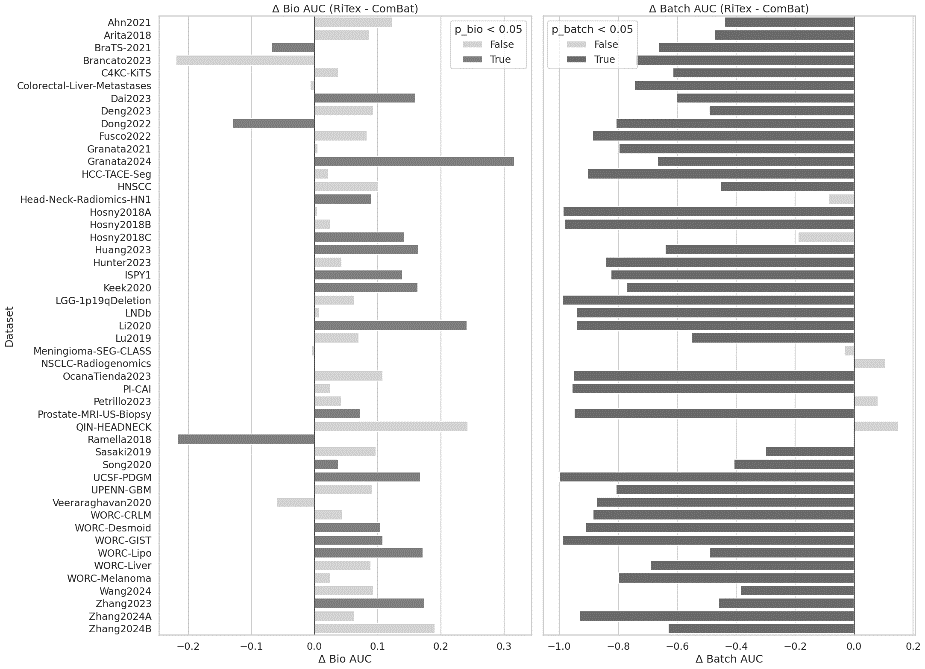 Δ Bio AUC (RiTex - ComBat)
Δ Batch AUC (RiTex - ComBat)
p_bio < 0.05
False
True
p_batch < 0.05
False
True
Dataset
Ahn2021
Arita2018
BraTS-2021
Brancato2023
C4KC-KiTS
Colorectal-Liver-Metastases
Dai2023
Deng2023
Dong2022
Fusco2022
Granata2021
Granata2024
HCC-TACE-Seg
HNSCC
Head-Neck-Radiomics-HN1
Hosny2018A
Hosny2018B
Hosny2018C
Huang2023
Hunter2023
ISPY1
Keek2020
LGG-1p19qDeletion
LNDb
Li2020
Lu2019
Meningioma-SEG-CLASS
NSCLC-Radiogenomics
OcanaTienda2023
PI-CAI
Petrillo2023
Prostate-MRI-US-Biopsy
QIN-HEADNECK
Ramella2018
Sasaki2019
Song2020
UCSF-PDGM
UPENN-GBM
Veeraraghavan2020
WORC-CRLM
WORC-Desmoid
WORC-GIST
WORC-Lipo
WORC-Liver
WORC-Melanoma
Wang2024
Zhang2023
Zhang2024A
Zhang2024B
−0.2 −0.1 0.0 0.1 0.2 0.3
−1.0 −0.8 −0.6 −0.4 −0.2 0.0 0.2
Δ Bio AUC
Δ Batch AUC